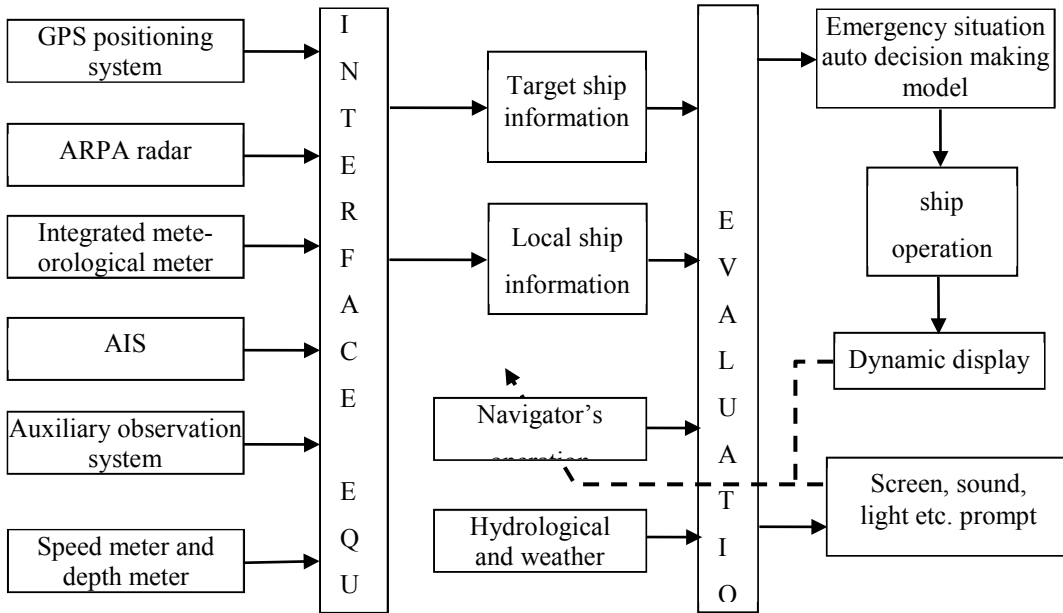 GPS positioning
system
ARPA radar
Integrated mete-
orological meter
AIS
Auxiliary observation
system
Speed meter and
depth meter
I
N
T
E
R
F
A
C
E
E
Q
U
Target ship
information
Local ship
information
Navigator’s
operation
Hydrological
and weather
E
V
A
L
U
A
T
I
O
Emergency situation
auto decision making
model
ship
operation
Dynamic display
Screen, sound,
light etc. prompt